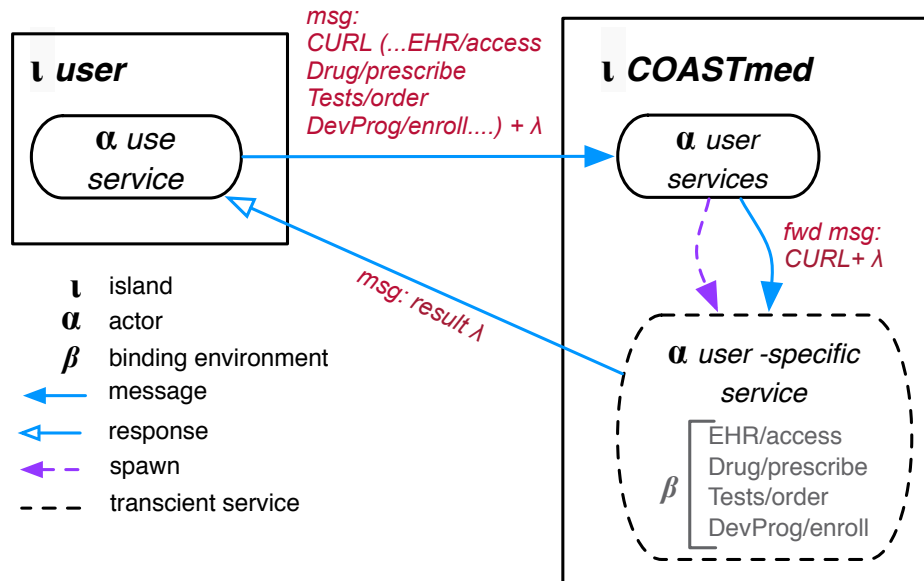 msg:
CURL (...EHR/access
Drug/prescribe
Tests/order
DevProg/enroll....) + λ
ι user
α use
service
ι COASTmed
α user
services
fwd msg:
CURL+ λ
msg: result λ
α user -specific
service
β
EHR/access
Drug/prescribe
Tests/order
DevProg/enroll
ι island
α actor
β binding environment
message
response
spawn
transcient service